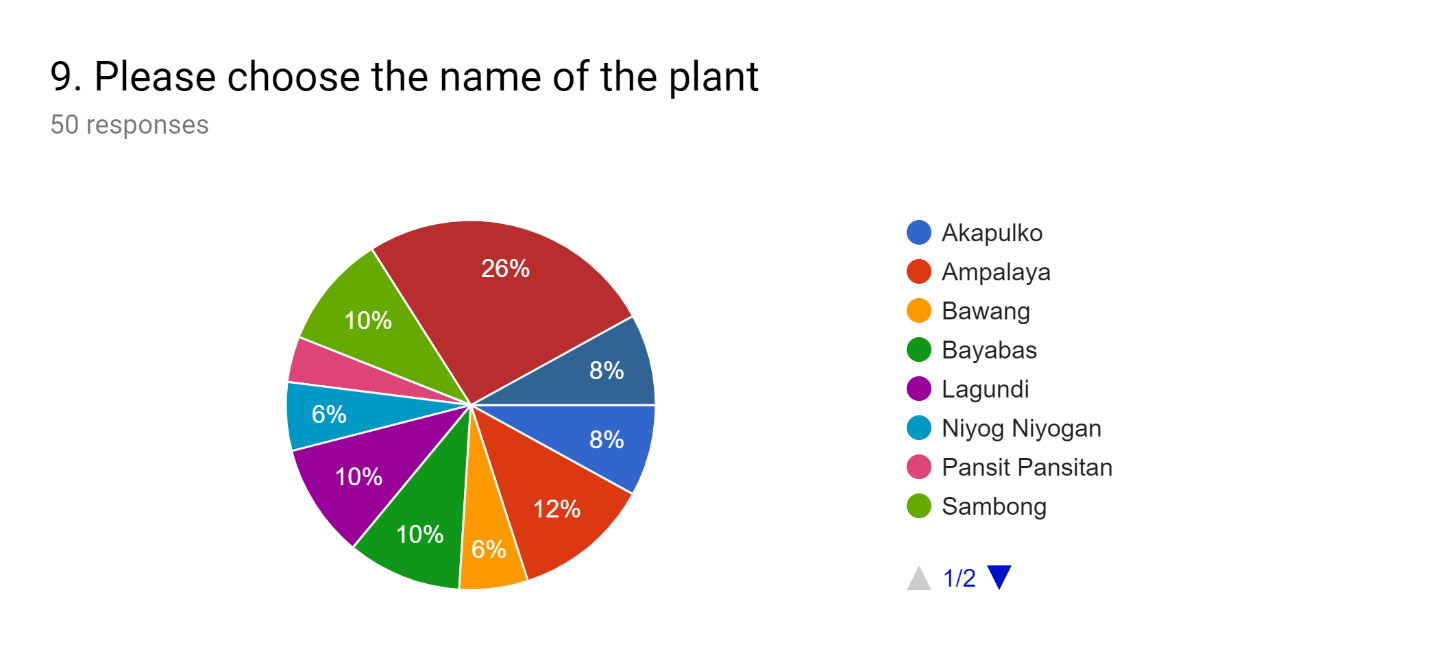 9. Please choose the name of the plant
50 responses
26%
8%
8%
12%
6%
10%
10%
6%
10%
Akapulko
Ampalaya
Bawang
Bayabas
Lagundi
Niyog Niyogan
Pansit Pansitan
Sambong
1/2